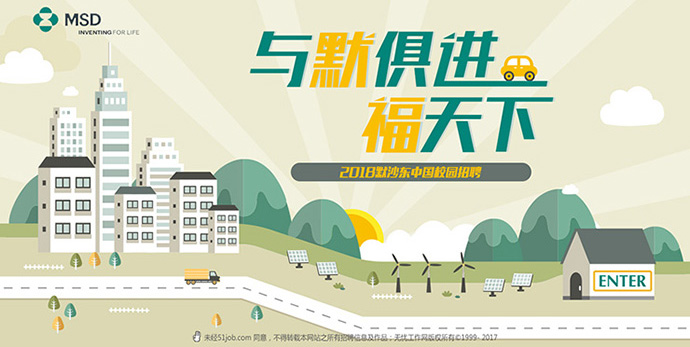 MSD
INVENTING FOR LIFE
与默俱进
福天下
2018默沙东中国校园招聘
ENTER
未经51job.com 同意，不得转载本网站之所有招聘信息及作品；无忧工作网版权所有©1999- 2017